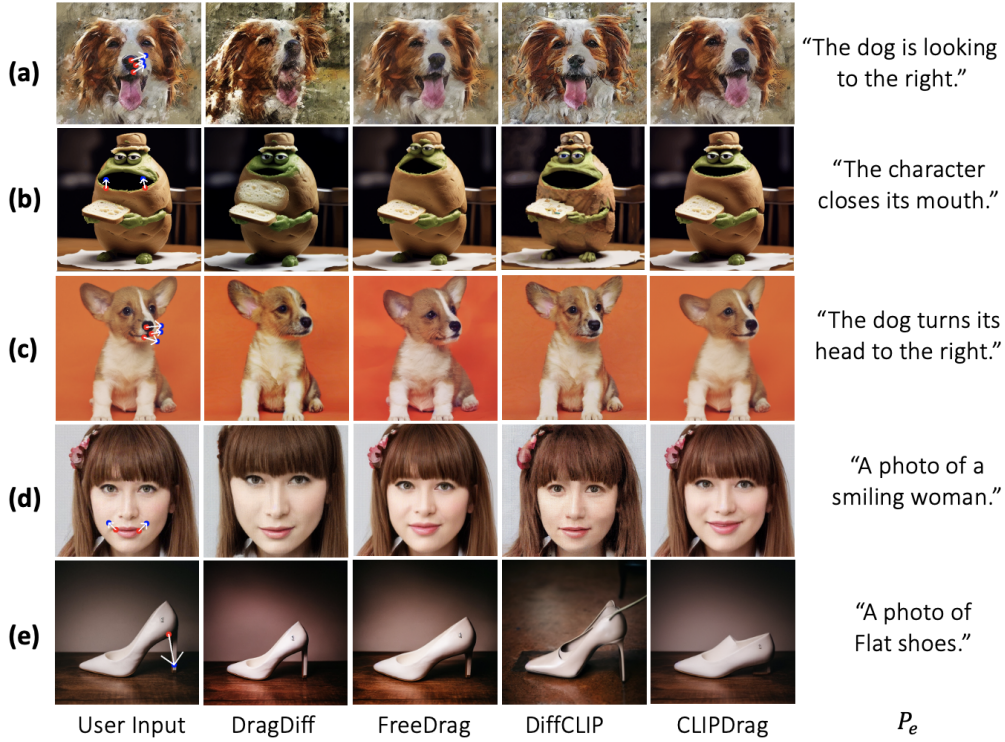 (a)
“The dog is looking
to the right.”
(b)
“The character
closes its mouth.”
(c)
“The dog turns its
head to the right.”
(d)
“A photo of a
smiling woman.”
(e)
“A photo of
Flat shoes.”
User Input DragDiff FreeDrag DiffCLIP CLIPDrag Pₑ